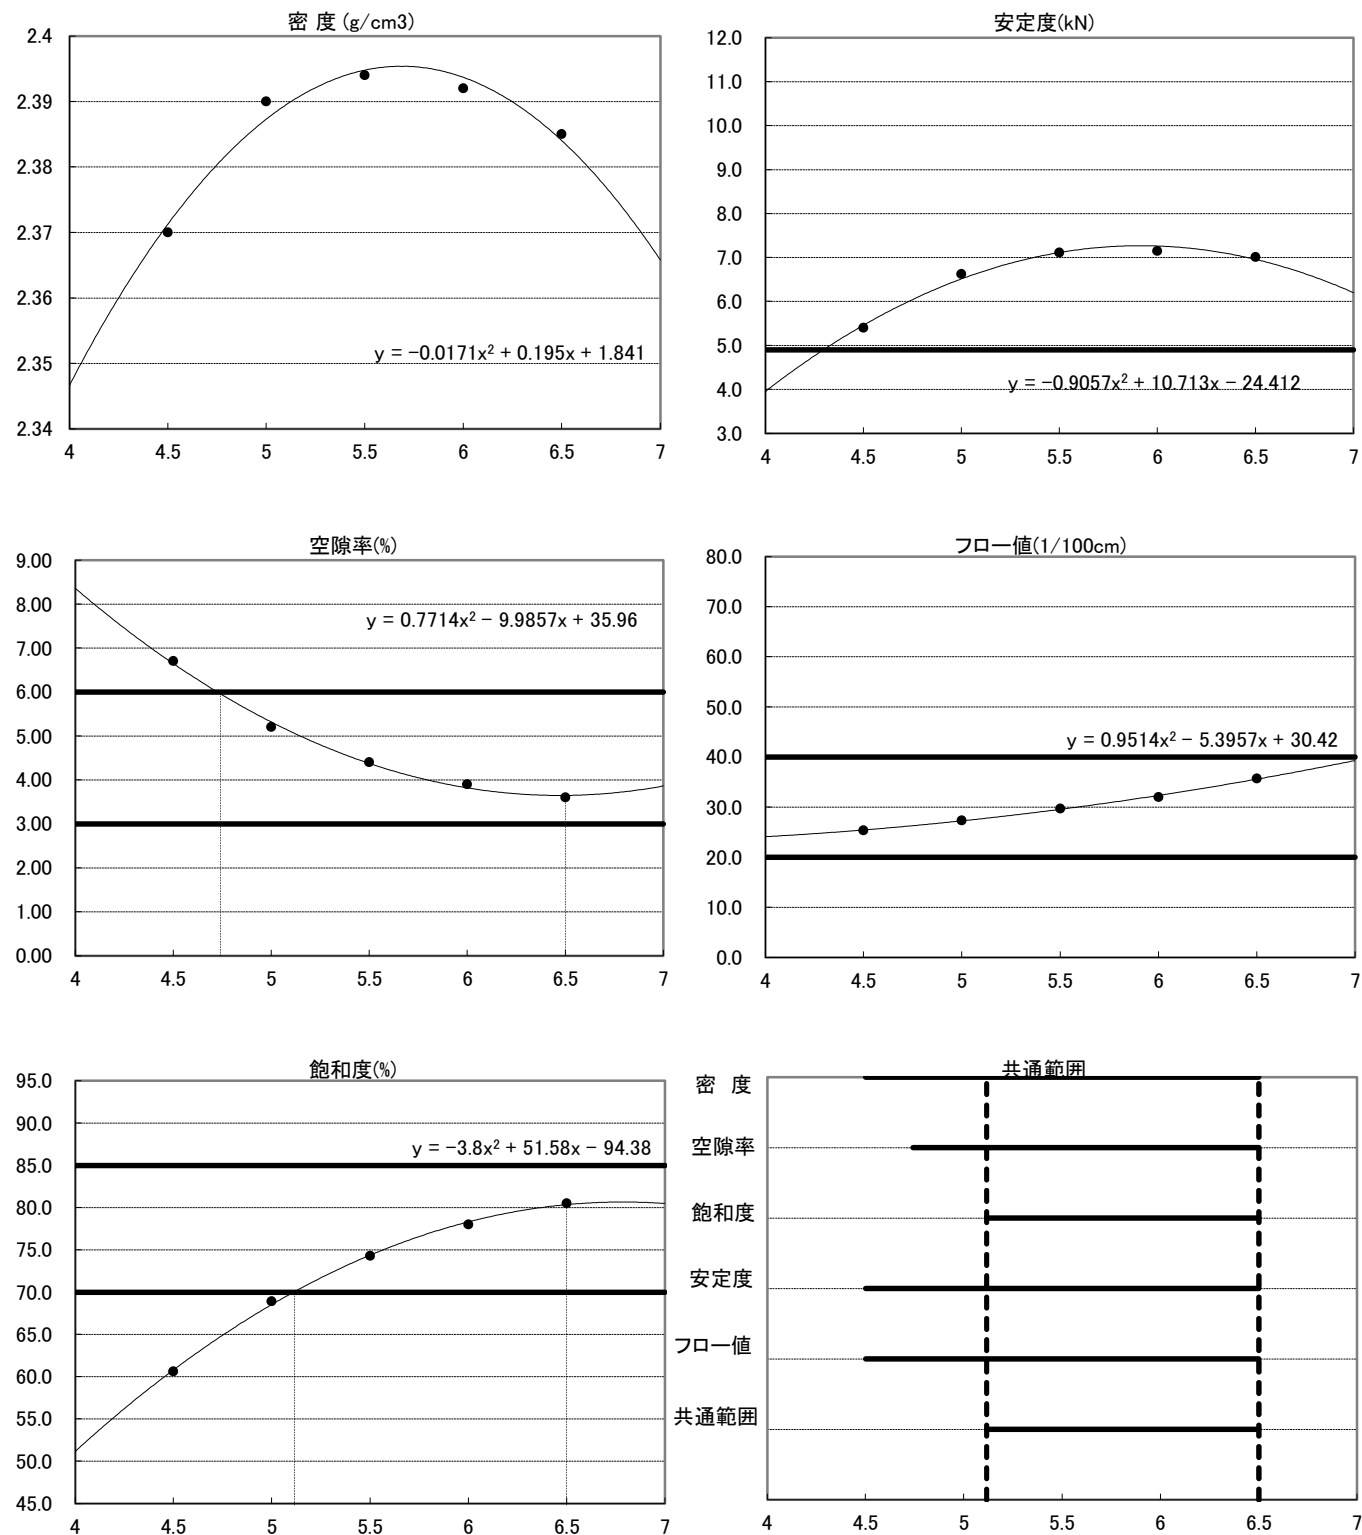 密 度 (g/cm3)
2.4
2.39
2.38
2.37
2.36
2.35
2.34
y = −0.0171x² + 0.195x + 1.841
4 4.5 5 5.5 6 6.5 7
安定度(kN)
12.0
11.0
10.0
9.0
8.0
7.0
6.0
5.0
4.0
3.0
y = −0.9057x² + 10.713x − 24.412
4 4.5 5 5.5 6 6.5 7
空隙率(%)
9.00
8.00
7.00
6.00
5.00
4.00
3.00
2.00
1.00
0.00
y = 0.7714x² − 9.9857x + 35.96
4 4.5 5 5.5 6 6.5 7
フロー値(1/100cm)
80.0
70.0
60.0
50.0
40.0
30.0
20.0
10.0
0.0
y = 0.9514x² − 5.3957x + 30.42
4 4.5 5 5.5 6 6.5 7
飽和度(%)
95.0
90.0
85.0
80.0
75.0
70.0
65.0
60.0
55.0
50.0
45.0
y = −3.8x² + 51.58x − 94.38
4 4.5 5 5.5 6 6.5 7
共通範囲
密 度
空隙率
飽和度
安定度
フロー値
共通範囲
4 4.5 5 5.5 6 6.5 7